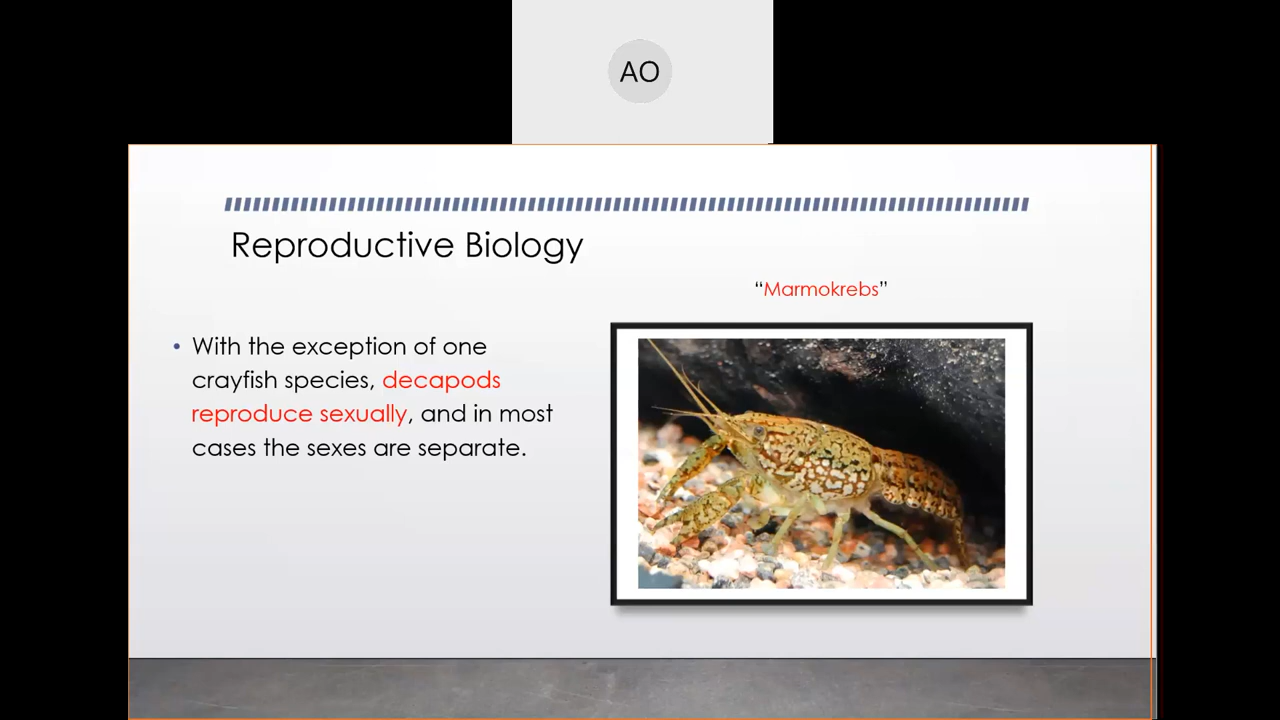 AO
Reproductive Biology
“Marmokrebs”
• With the exception of one
crayfish species, decapods
reproduce sexually, and in most
cases the sexes are separate.